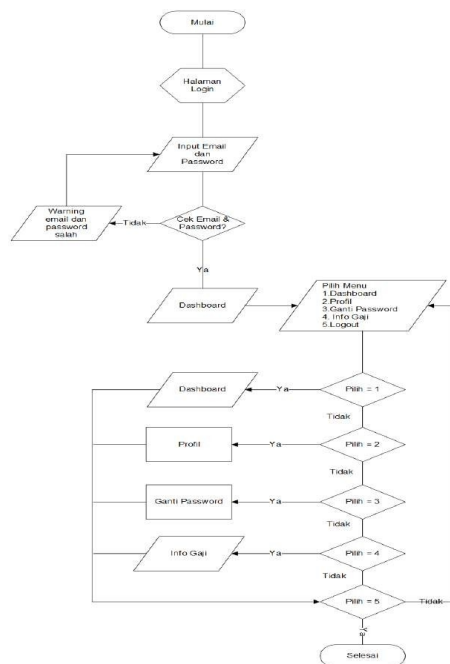 Mulai
Halaman
Login
Input Email
dan
Password
Cek Email &
Password?
Tidak
Warning
email dan
password
salah
Ya
Dashboard
Pilih Menu
1.Dashboard
2.Profil
3.Ganti Password
4. Info Gaji
5.Logout
Pilih = 1
Ya
Dashboard
Tidak
Pilih = 2
Ya
Profil
Tidak
Pilih = 3
Ya
Ganti Password
Tidak
Pilih = 4
Ya
Info Gaji
Tidak
Pilih = 5
Tidak
Ya
Selesai